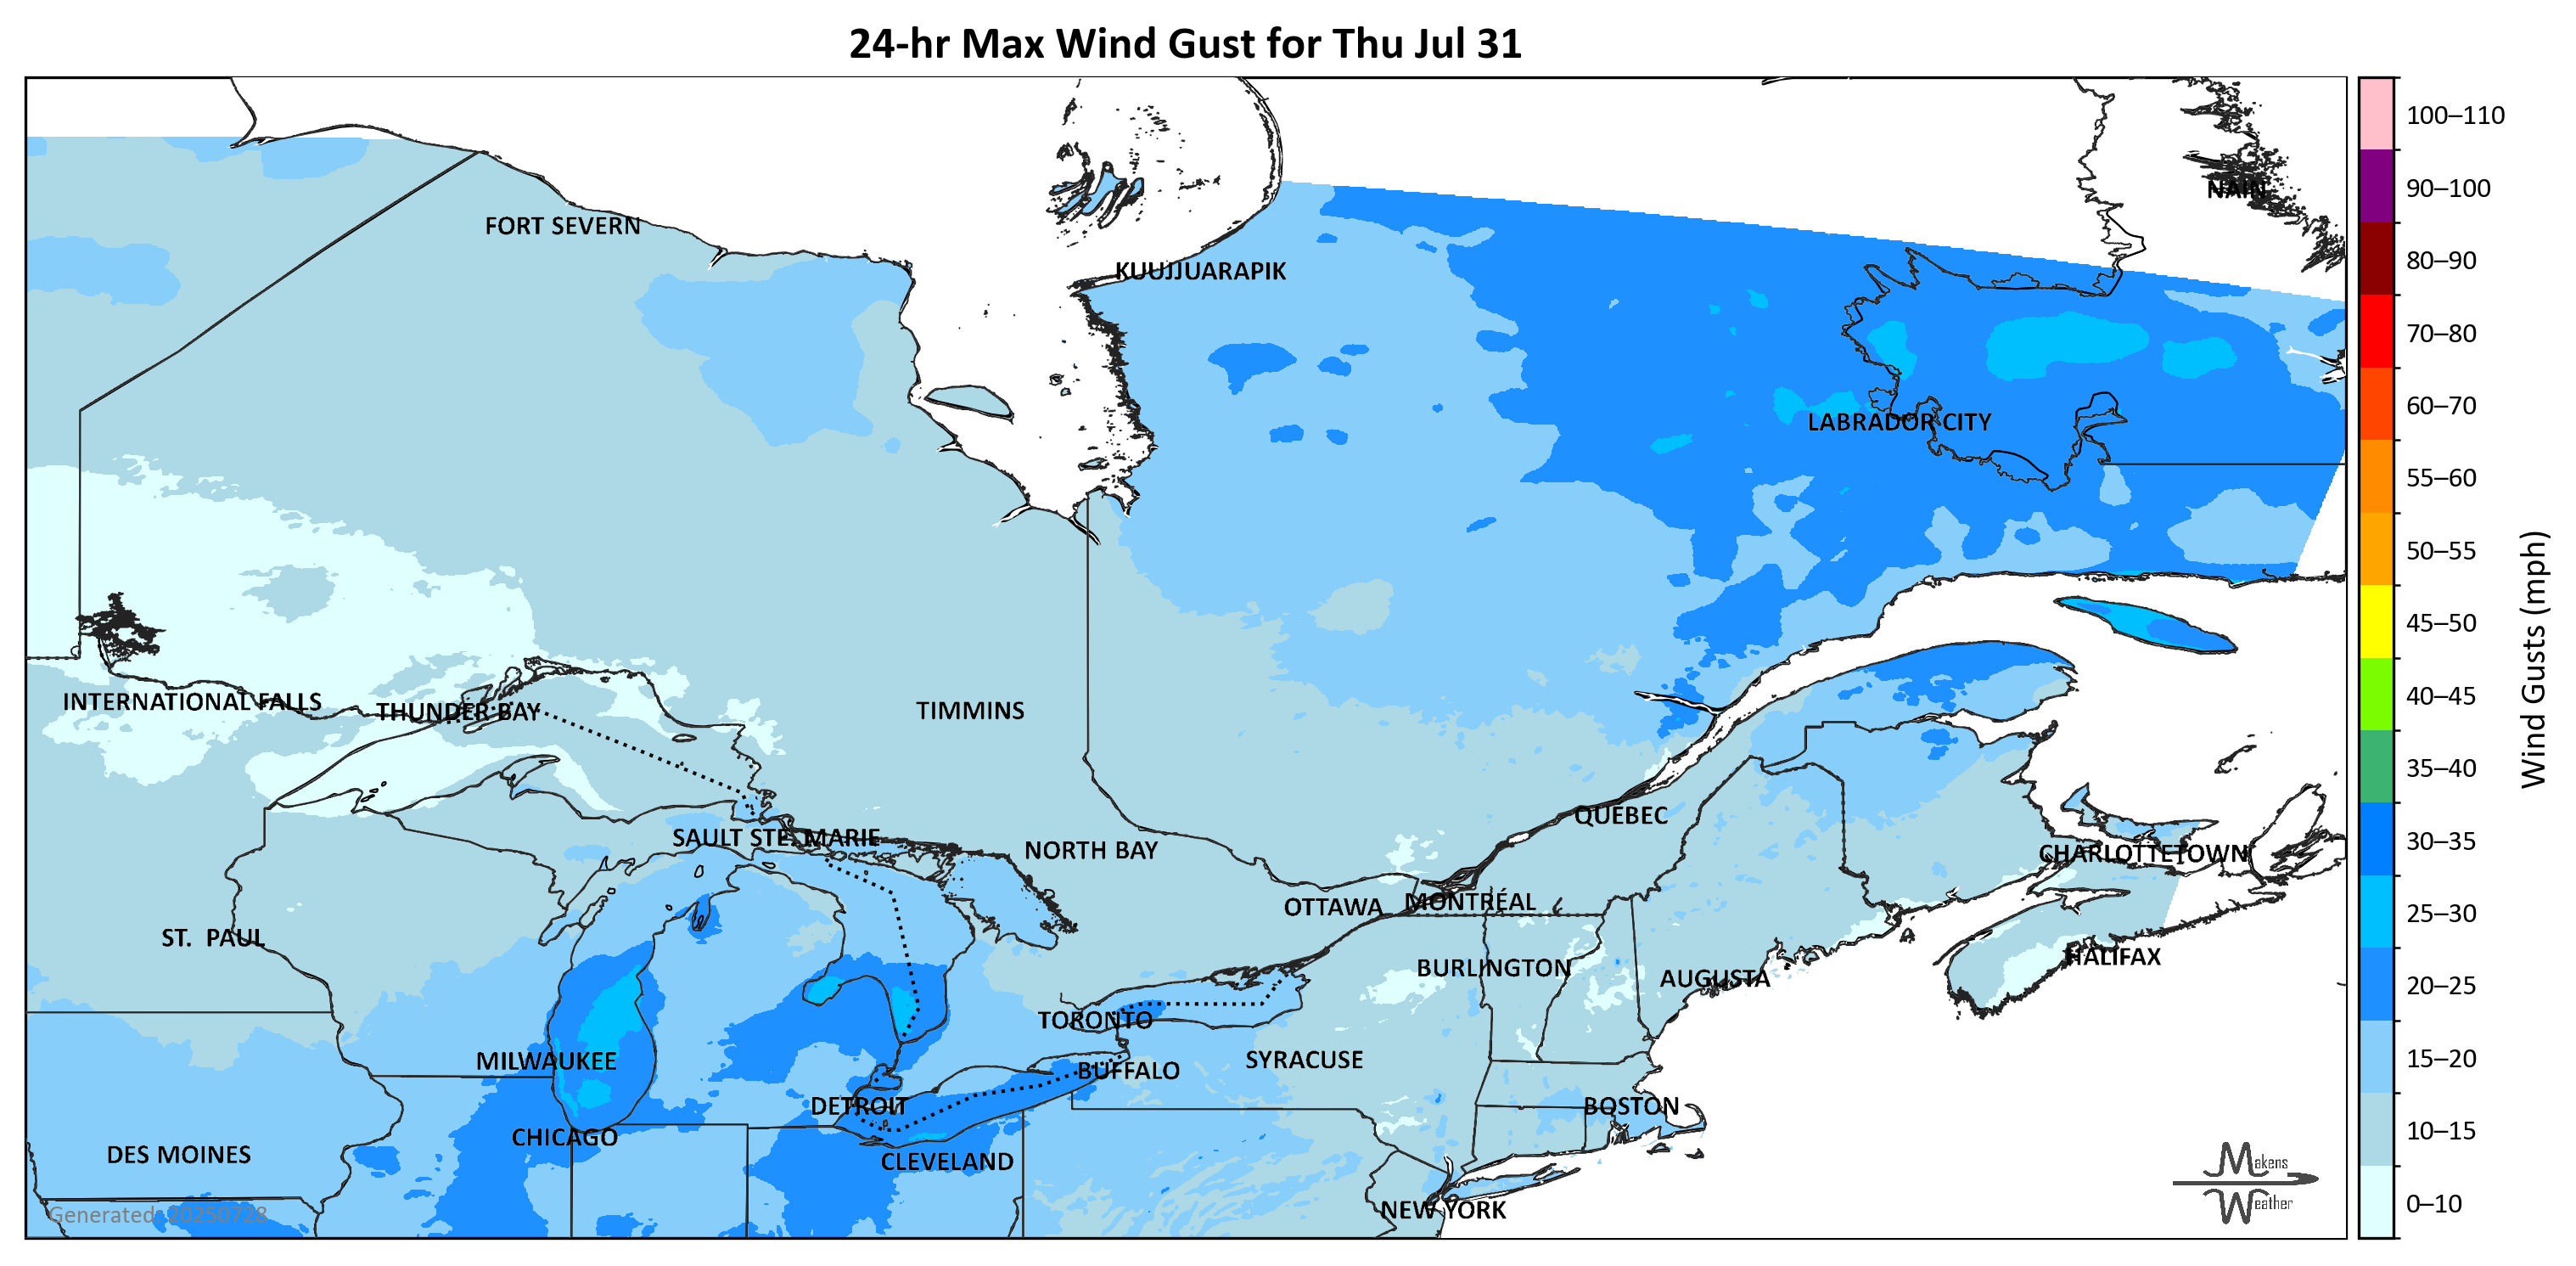 24-hr Max Wind Gust for Thu Jul 31
100–110
90–100
NAIN
FORT SEVERN
80–90
KUUJJUARAPIK
70–80
60–70
LABRADOR CITY
55–60
50–55
45–50
Wind Gusts (mph)
40–45
INTERNATIONAL FALLS
THUNDER BAY
TIMMINS
35–40
QUÉBEC
30–35
SAULT STE. MARIE
NORTH BAY
CHARLOTTETOWN
OTTAWA
MONTRÉAL
25–30
ST. PAUL
HALIFAX
BURLINGTON
AUGUSTA
20–25
TORONTO
MILWAUKEE
SYRACUSE
15–20
BUFFALO
DETROIT
BOSTON
10–15
CHICAGO
DES MOINES
CLEVELAND
Makens
Weather
NEW YORK
0–10
Generated: 20250728